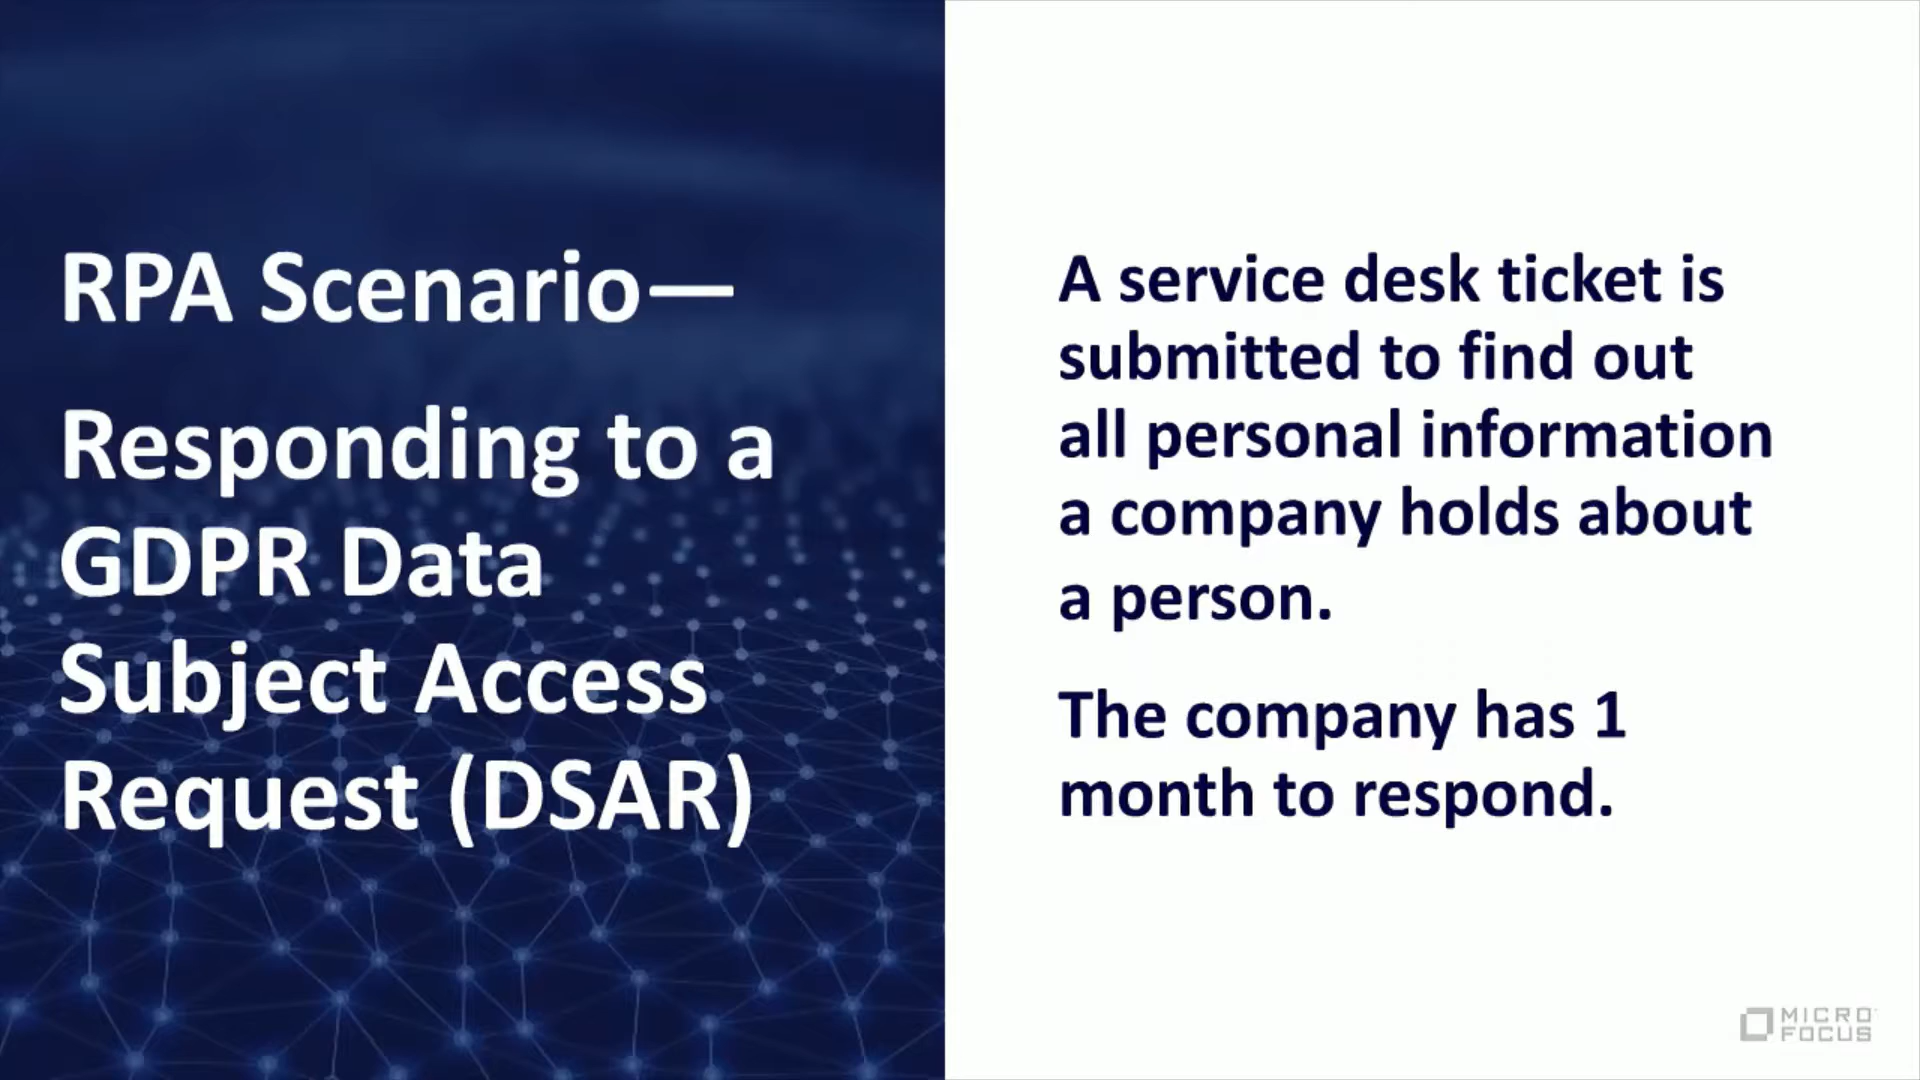 RPA Scenario—
Responding to a
GDPR Data
Subject Access
Request (DSAR)
A service desk ticket is
submitted to find out
all personal information
a company holds about
a person.
The company has 1
month to respond.
MICRO
FOCUS